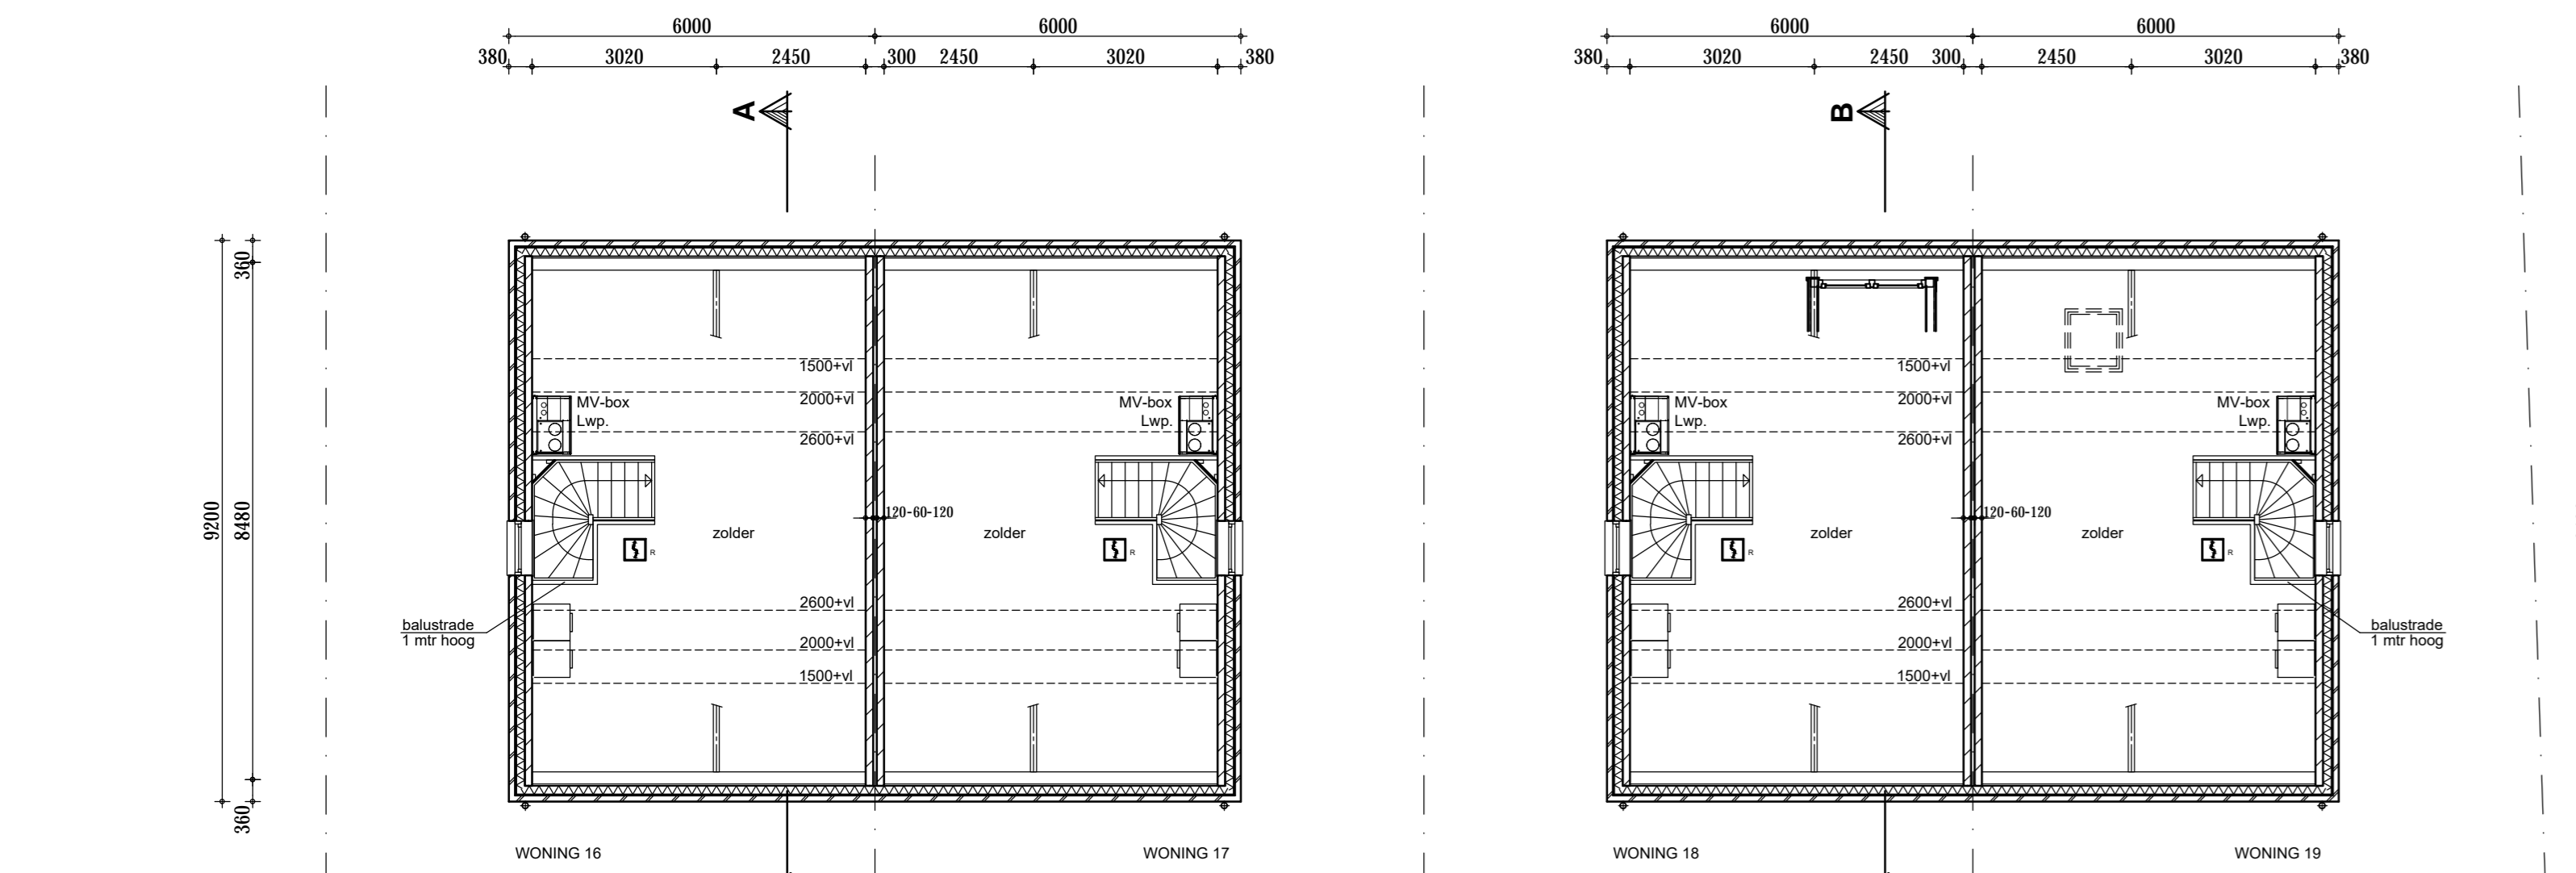 6000
6000
6000
6000
380
3020
2450
300
2450
3020
380
380
3020
2450
300
2450
3020
380
A
B
360
9200
8480
360
1500+vl
2000+vl
2600+vl
MV-box
Lwp.
MV-box
Lwp.
1500+vl
2000+vl
2600+vl
MV-box
Lwp.
MV-box
Lwp.
120-60-120
120-60-120
zolder
zolder
zolder
zolder
R
R
R
R
2600+vl
2000+vl
1500+vl
2600+vl
2000+vl
1500+vl
balustrade
1 mtr hoog
balustrade
1 mtr hoog
WONING 16
WONING 17
WONING 18
WONING 19